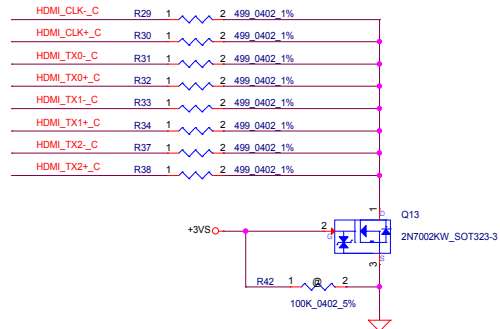 HDMI_CLK-_C R29 1 2 499_0402_1%
HDMI_CLK+_C R30 1 2 499_0402_1%
HDMI_TX0-_C R31 1 2 499_0402_1%
HDMI_TX0+_C R32 1 2 499_0402_1%
HDMI_TX1-_C R33 1 2 499_0402_1%
HDMI_TX1+_C R34 1 2 499_0402_1%
HDMI_TX2-_C R37 1 2 499_0402_1%
HDMI_TX2+_C R38 1 2 499_0402_1%
1 D Q13
+3VS 2 G 2N7002KW_SOT323-3
3 S
R42 1 @ 2
100K_0402_5%